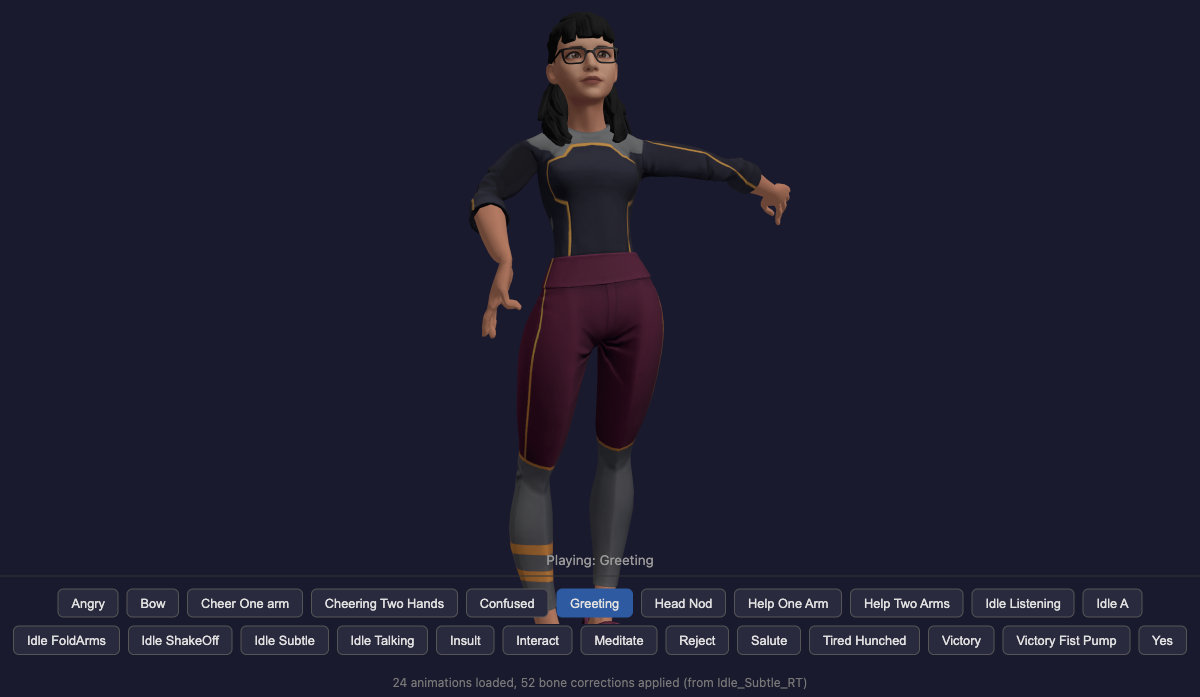 Playing: Greeting
Angry Bow Cheer One arm Cheering Two Hands Confused Greeting Head Nod Help One Arm Help Two Arms Idle Listening Idle A
Idle FoldArms Idle ShakeOff Idle Subtle Idle Talking Insult Interact Meditate Reject Salute Tired Hunched Victory Victory Fist Pump Yes
24 animations loaded, 52 bone corrections applied (from Idle_Subtle_RT)